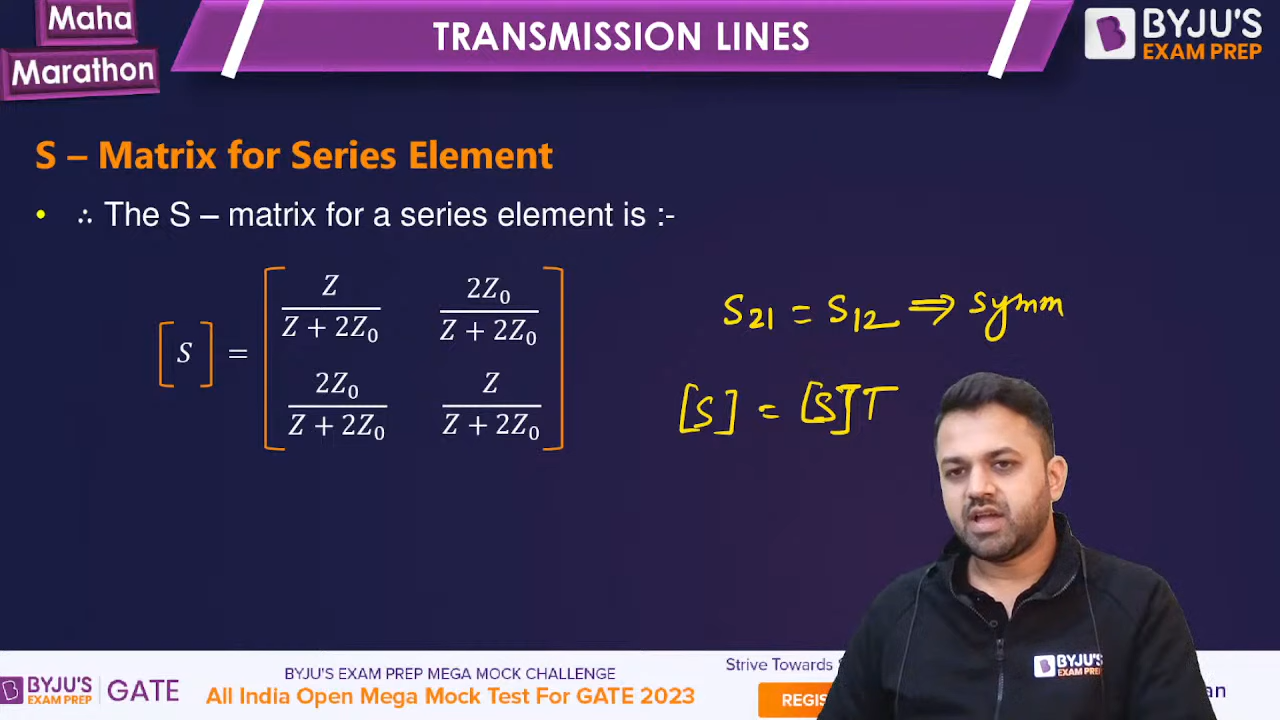 Maha
Marathon
TRANSMISSION LINES
BYJU'S
EXAM PREP
S – Matrix for Series Element
• ∴ The S – matrix for a series element is :-
[S] = [ Z/(Z + 2Z₀) 2Z₀/(Z + 2Z₀)
2Z₀/(Z + 2Z₀) Z/(Z + 2Z₀) ]
S₂₁ = S₁₂ ⇒ symm
[S] = [S]T
BYJU'S
EXAM PREP
BYJU'S
EXAM PREP
GATE
BYJU'S EXAM PREP MEGA MOCK CHALLENGE
All India Open Mega Mock Test For GATE 2023
Strive Towards